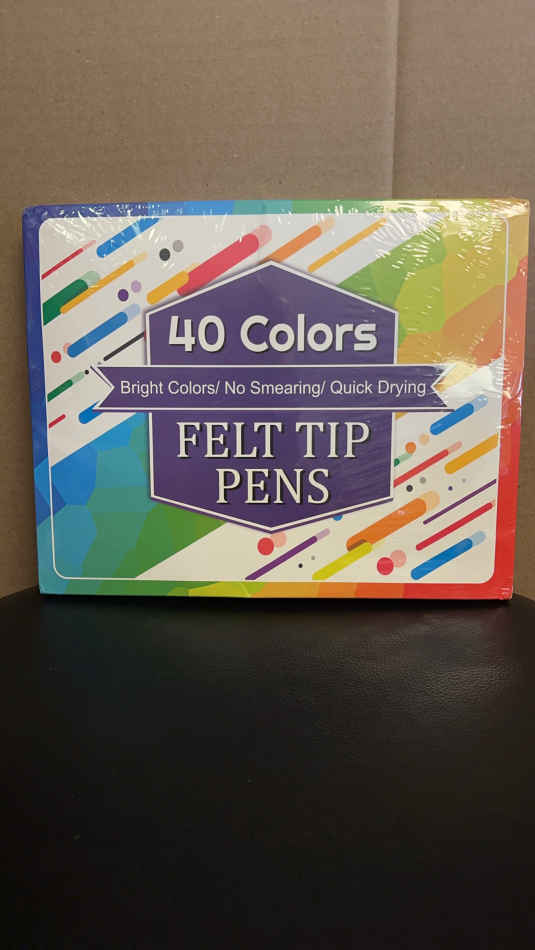 40 Colors
Bright Colors/ No Smearing/ Quick Drying
FELT TIP
PENS